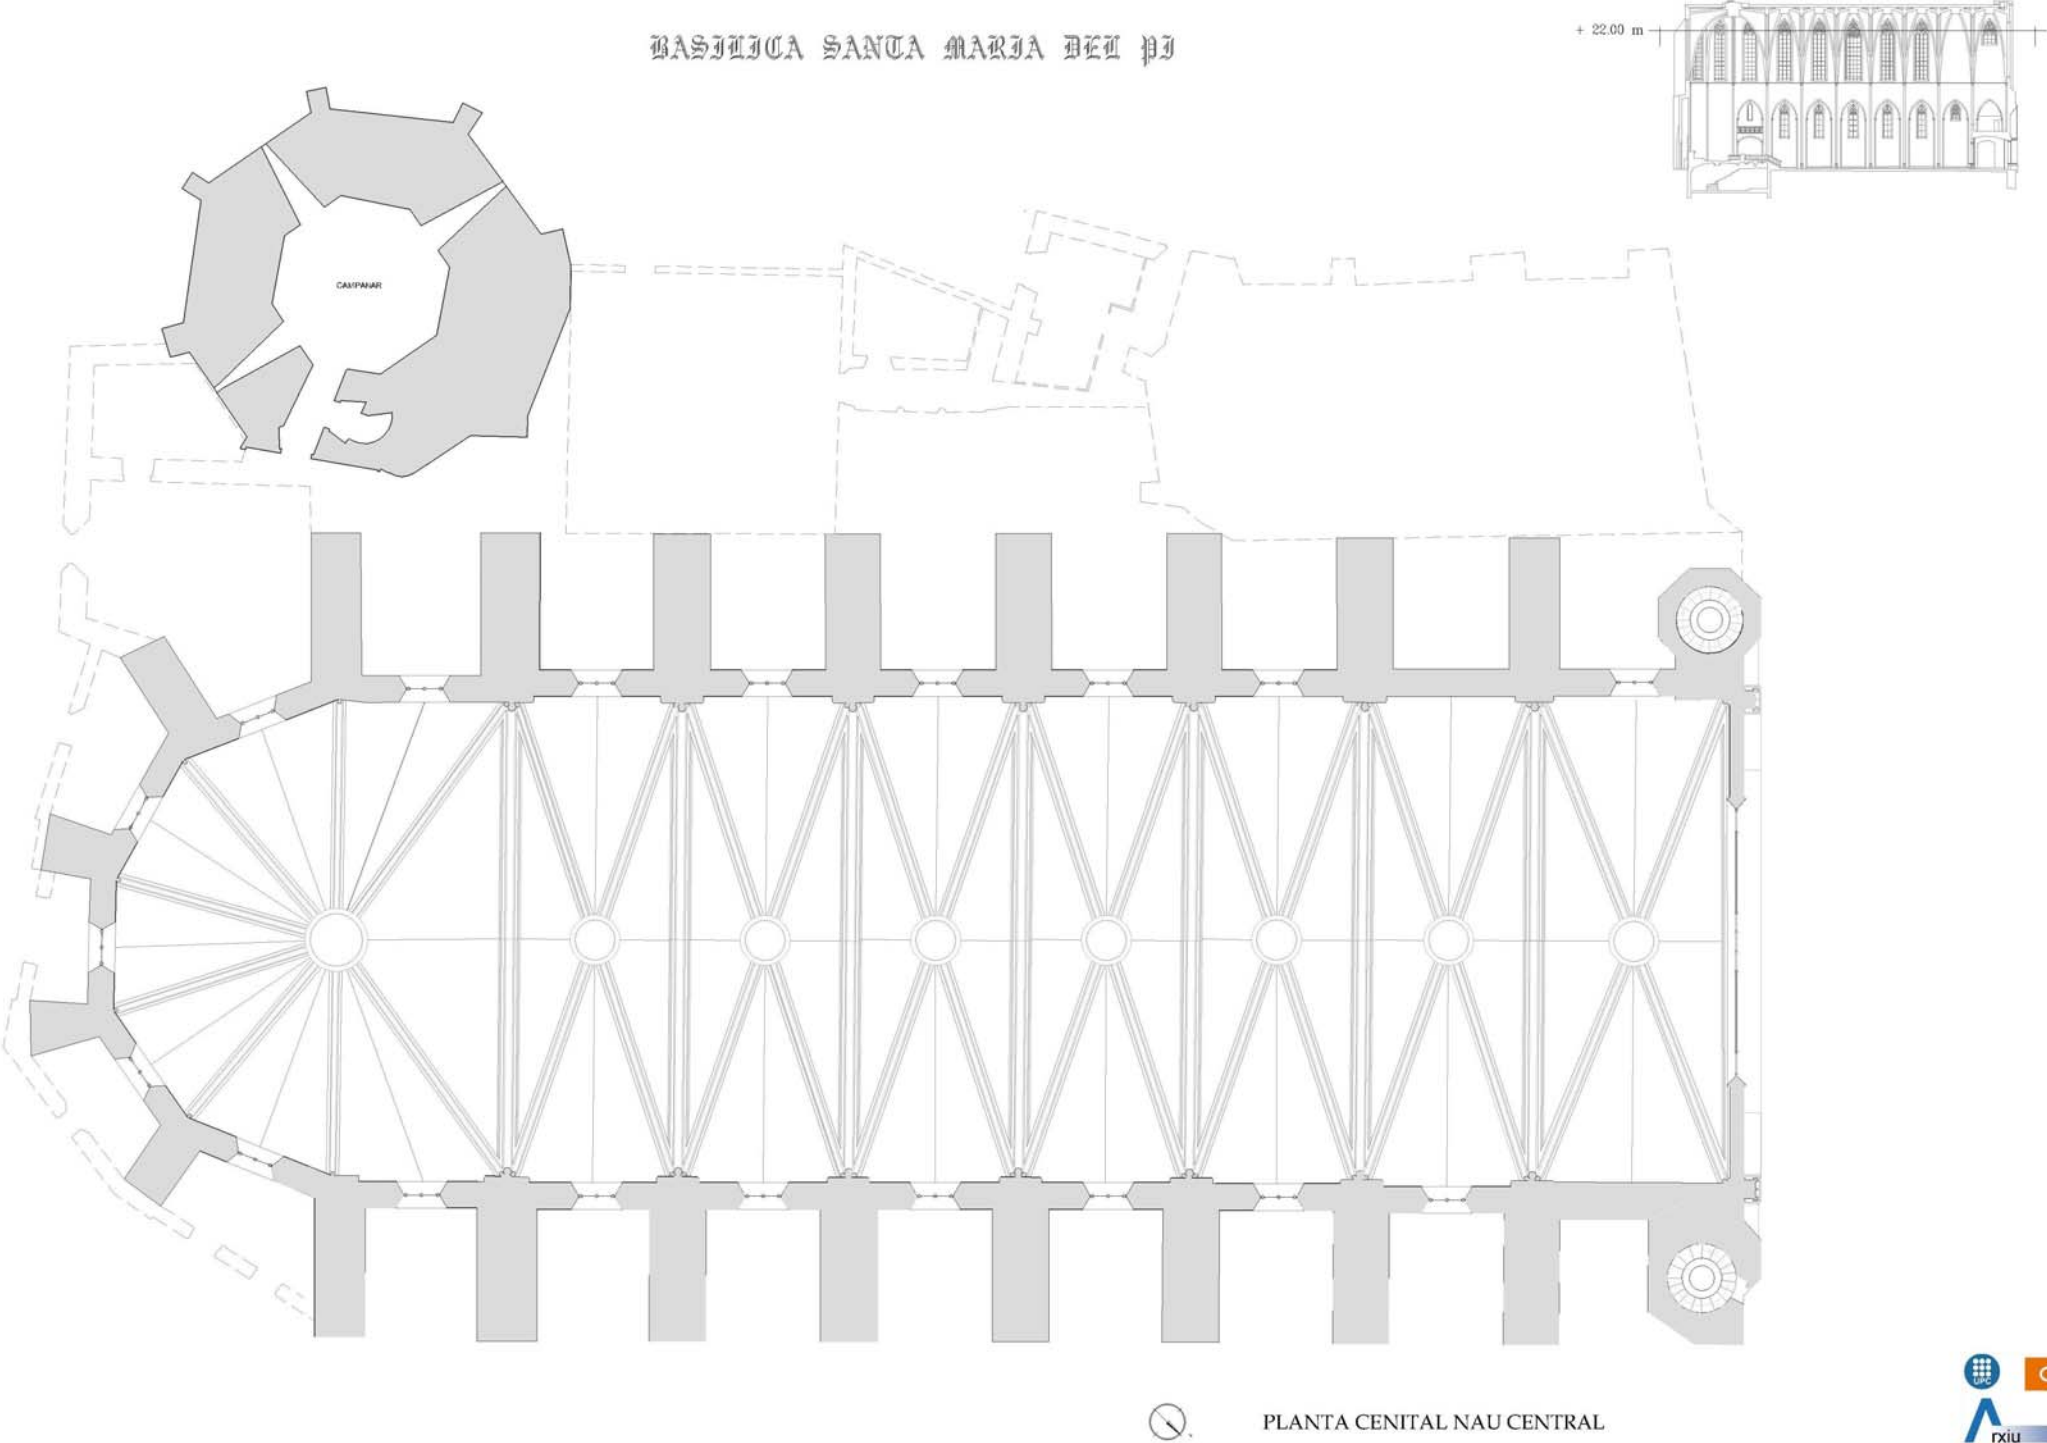 BASILICA SANTA MARIA DEL PI
+ 22.00 m
CAMPANAR
PLANTA CENITAL NAU CENTRAL
UPC
rxiu